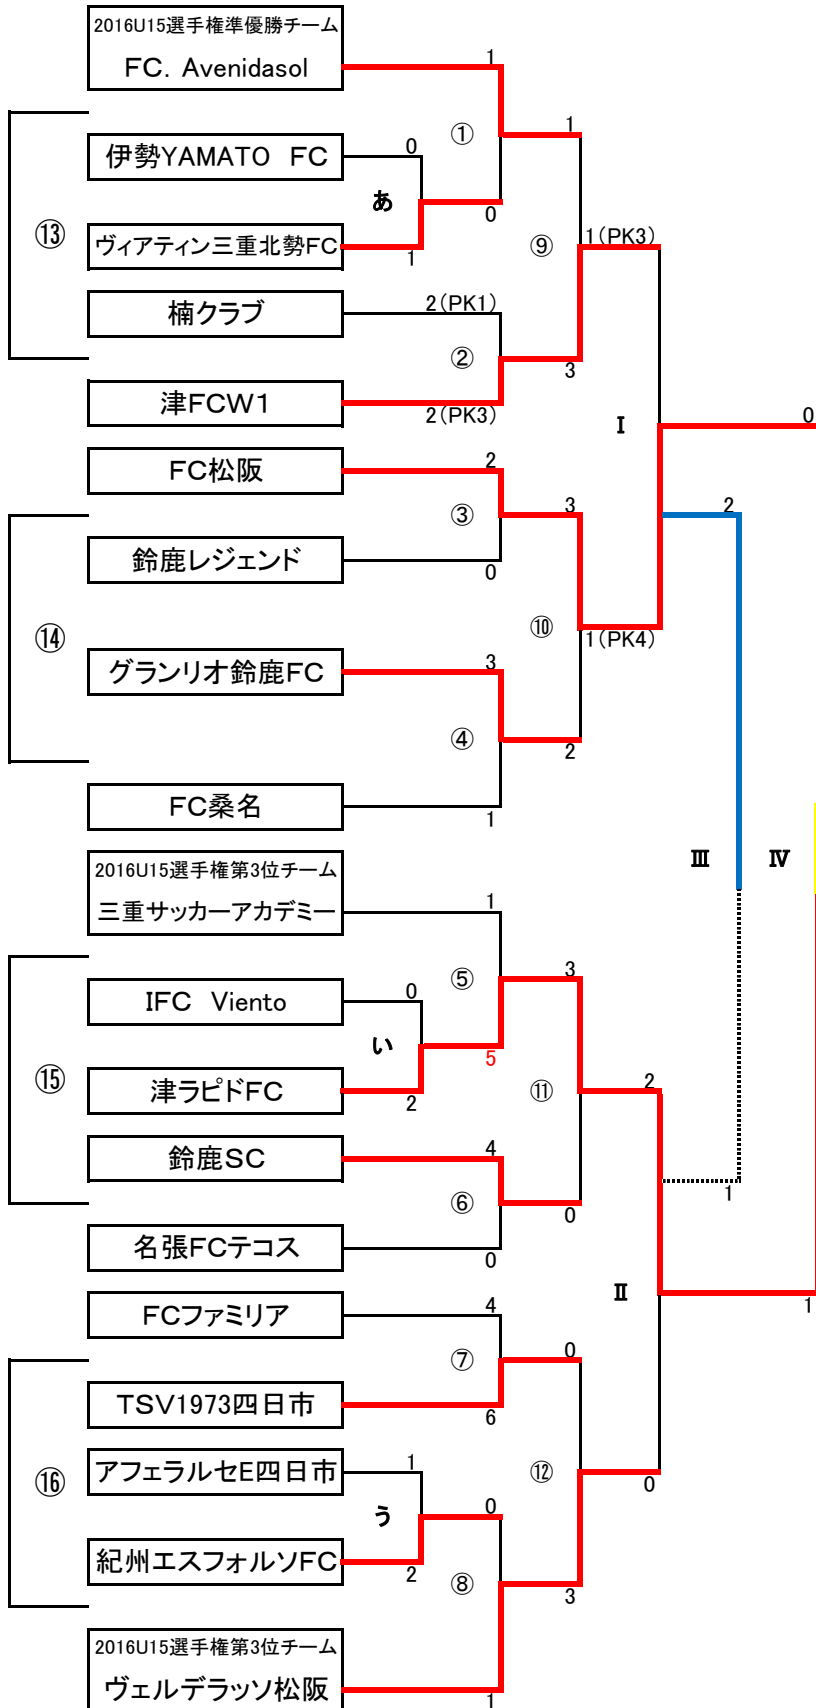 2016U15選手権準優勝チーム
FC. Avenidasol
1
①
1
伊勢YAMATO FC
0
あ
0
⑬
ヴィアティン三重北勢FC
1
⑨
1(PK3)
楠クラブ
2(PK1)
②
3
津FCW1
2(PK3)
Ⅰ
0
FC松阪
2
③
3
2
鈴鹿レジェンド
0
⑭
⑩
1(PK4)
グランリオ鈴鹿FC
3
④
2
FC桑名
1
2016U15選手権第3位チーム
三重サッカーアカデミー
1
Ⅲ
Ⅳ
⑤
3
IFC Viento
0
い
5
⑮
津ラピドFC
2
⑪
2
鈴鹿SC
4
⑥
0
1
名張FCテコス
0
Ⅱ
1
FCファミリア
4
⑦
0
TSV1973四日市
6
⑯
アフェラルセE四日市
1
⑫
0
う
0
紀州エスフォルソFC
2
⑧
3
2016U15選手権第3位チーム
ヴェルデラッソ松阪
1